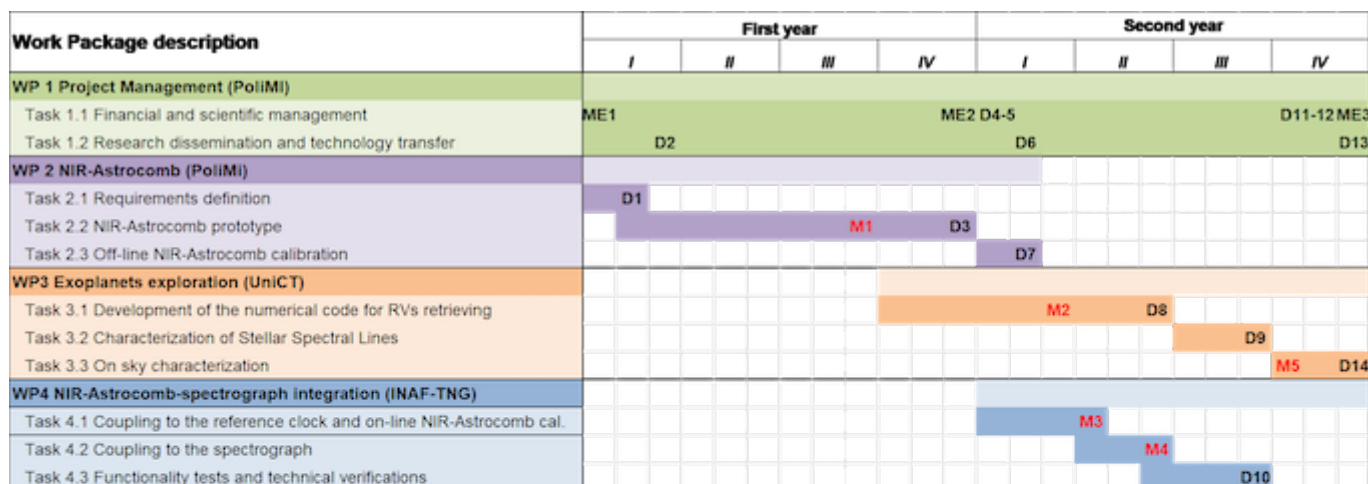 Work Package description First year Second year
I II III IV I II III IV
WP 1 Project Management (PoliMI)
Task 1.1 Financial and scientific management ME1 ME2 D4-5 D11-12 ME3
Task 1.2 Research dissemination and technology transfer D2 D6 D13
WP 2 NIR-Astrocomb (PoliMi)
Task 2.1 Requirements definition D1
Task 2.2 NIR-Astrocomb prototype M1 D3
Task 2.3 Off-line NIR-Astrocomb calibration D7
WP3 Exoplanets exploration (UniCT)
Task 3.1 Development of the numerical code for RVs retrieving M2 D8
Task 3.2 Characterization of Stellar Spectral Lines D9
Task 3.3 On sky characterization M5 D14
WP4 NIR-Astrocomb-spectrograph integration (INAF-TNG)
Task 4.1 Coupling to the reference clock and on-line NIR-Astrocomb cal. M3
Task 4.2 Coupling to the spectrograph M4
Task 4.3 Functionality tests and technical verifications D10